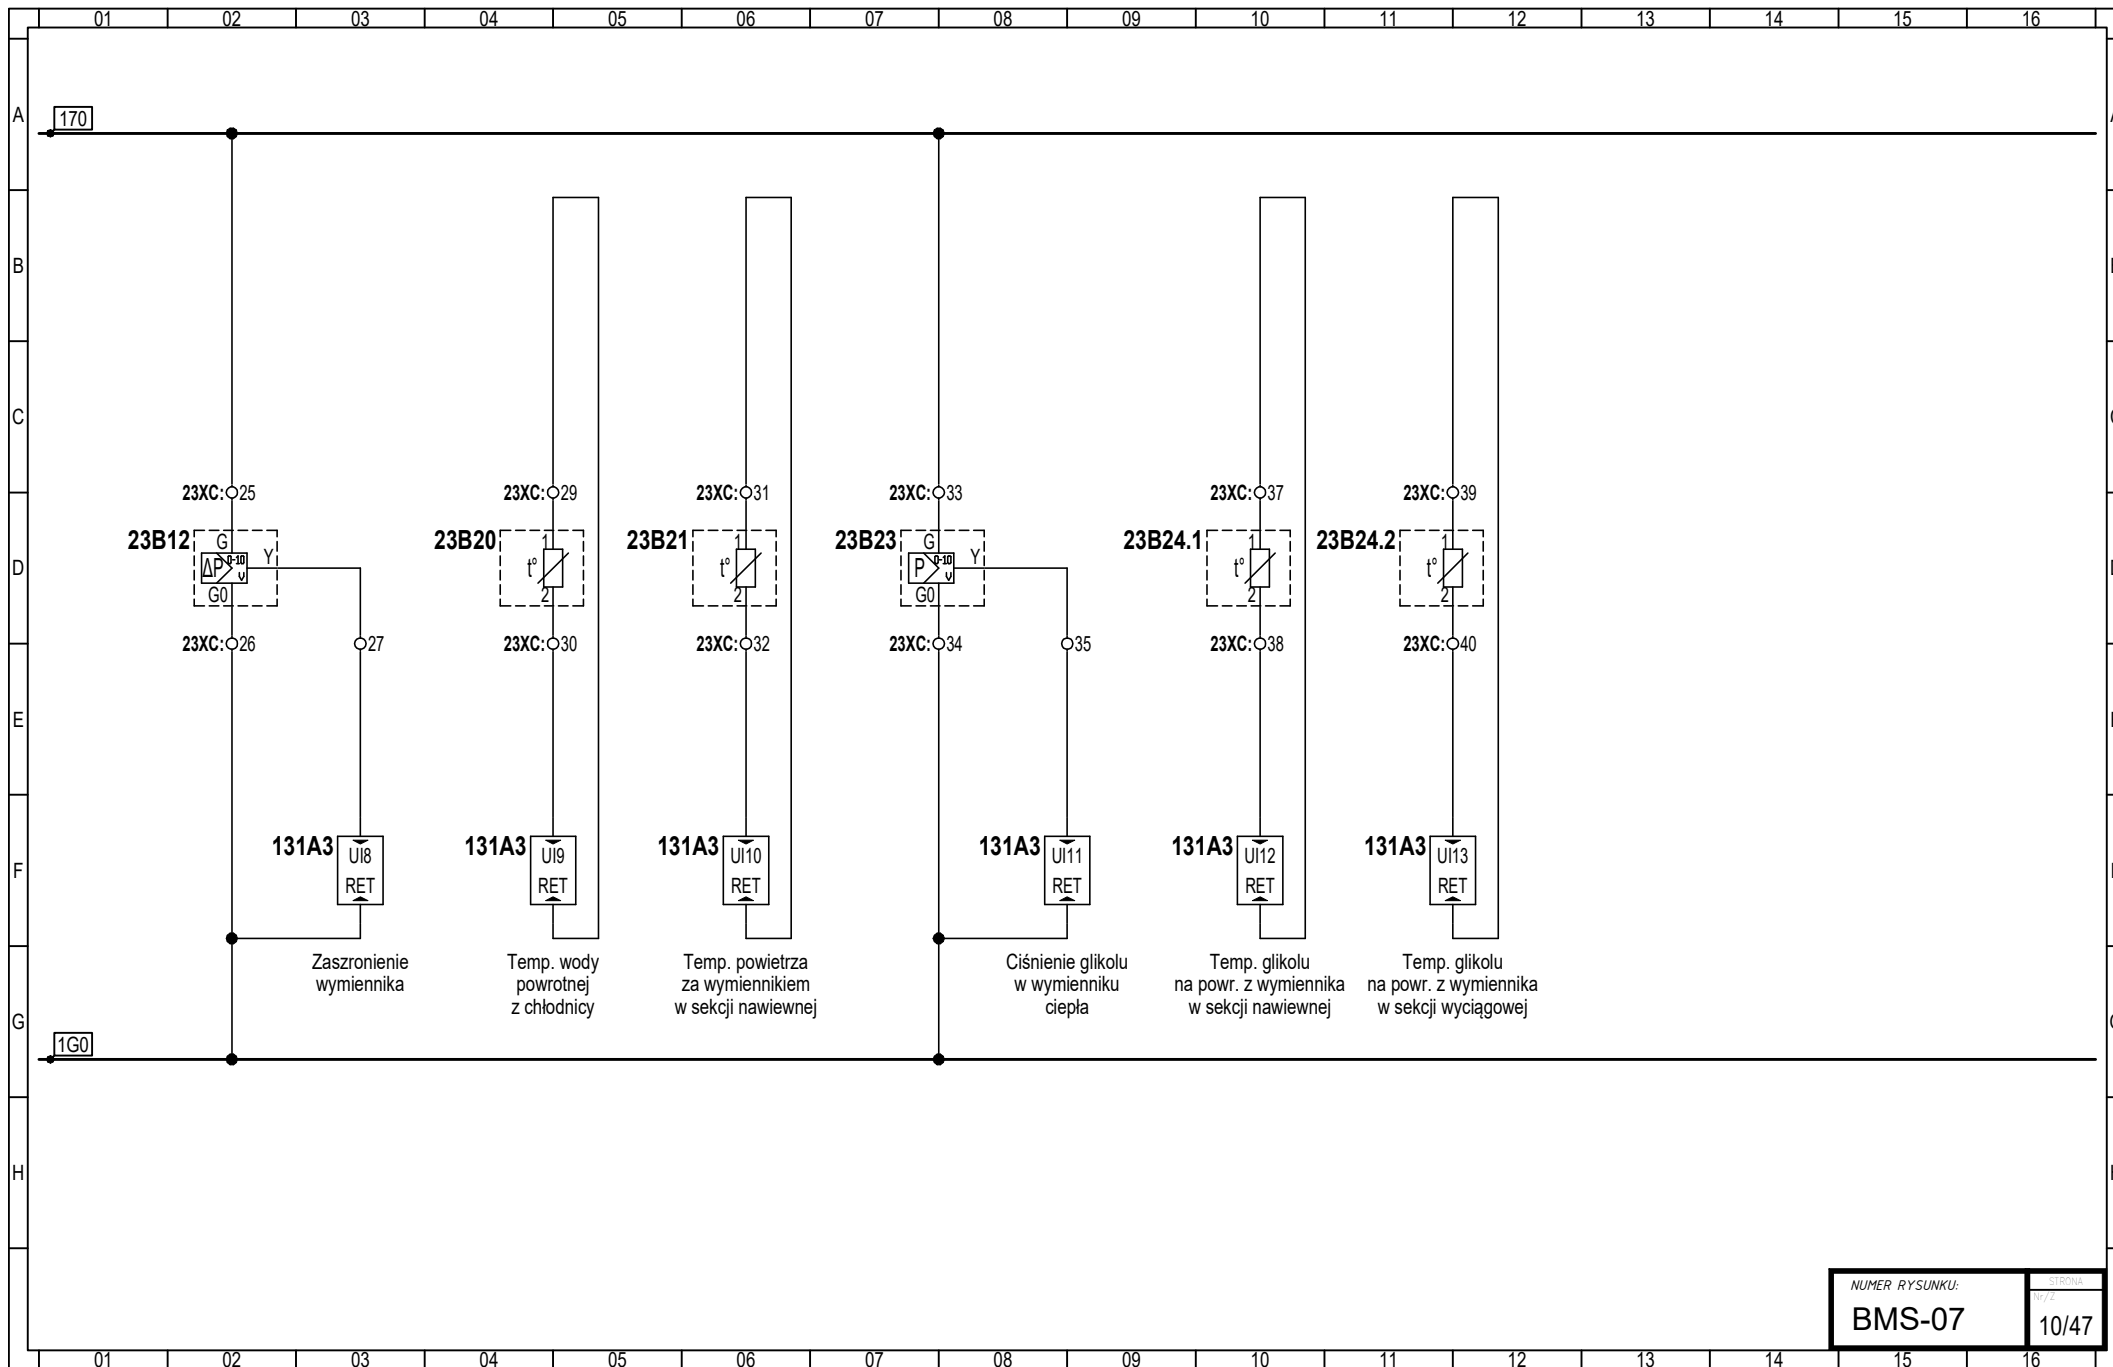 01 02 03 04 05 06 07 08 09 10 11 12 13 14 15 16
A
170
B
C
23XC: 25 23XC: 29 23XC: 31 23XC: 33 23XC: 37 23XC: 39
D
23B12 G ΔP 0-10 V Y G0
23B20 1 t° 2
23B21 1 t° 2
23B23 G P 0-10 V Y G0
23B24.1 1 t° 2
23B24.2 1 t° 2
23XC: 26 27 23XC: 30 23XC: 32 23XC: 34 35 23XC: 38 23XC: 40
E
F
131A3 UI8 131A3 UI9 131A3 UI10 131A3 UI11 131A3 UI12 131A3 UI13
RET RET RET RET RET RET
Zaszronienie
wymiennika
Temp. wody
powrotnej
z chłodnicy
Temp. powietrza
za wymiennikiem
w sekcji nawiewnej
Ciśnienie glikolu
w wymienniku
ciepła
Temp. glikolu
na powr. z wymiennika
w sekcji nawiewnej
Temp. glikolu
na powr. z wymiennika
w sekcji wyciągowej
G
1G0
H
NUMER RYSUNKU:
BMS-07
STRONA
Nr/Z
10/47
01 02 03 04 05 06 07 08 09 10 11 12 13 14 15 16